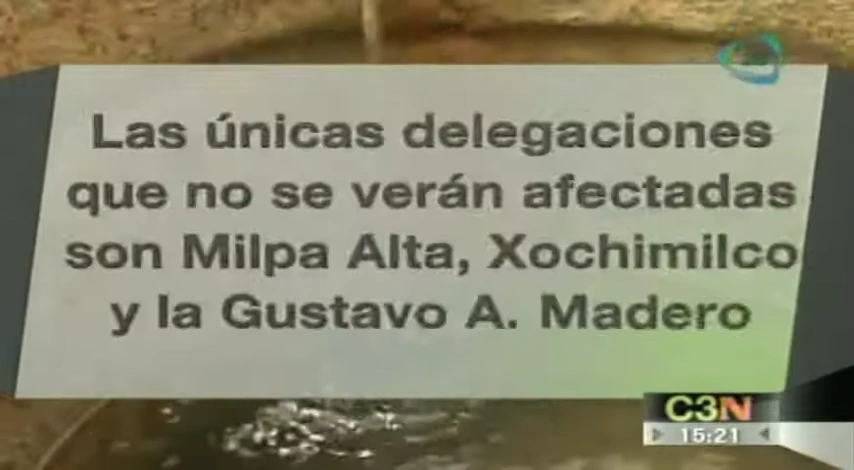 Las únicas delegaciones
que no se verán afectadas
son Milpa Alta, Xochimilco
y la Gustavo A. Madero
C3N
15:21